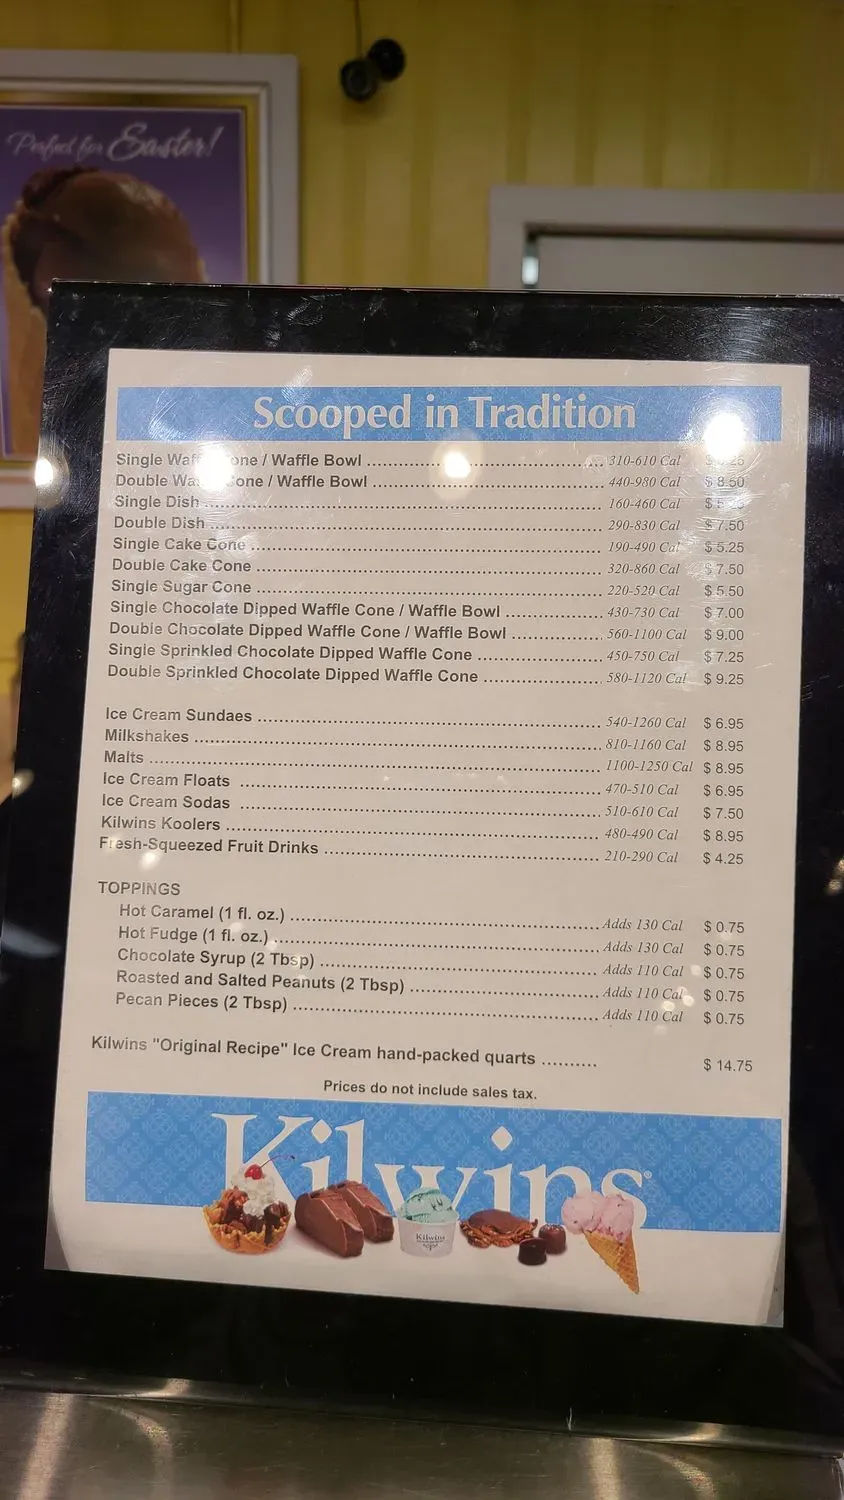 Perfect for Easter!
Scooped in Tradition
Single Waffle Cone / Waffle Bowl ........ 310-610 Cal $ .25
Double Waffle Cone / Waffle Bowl ........ 440-980 Cal $ 8.50
Single Dish ........ 160-460 Cal $ 5.25
Double Dish ........ 290-830 Cal $ 7.50
Single Cake Cone ........ 190-490 Cal $ 5.25
Double Cake Cone ........ 320-860 Cal $ 7.50
Single Sugar Cone ........ 220-520 Cal $ 5.50
Single Chocolate Dipped Waffle Cone / Waffle Bowl ........ 430-730 Cal $ 7.00
Double Chocolate Dipped Waffle Cone / Waffle Bowl ........ 560-1100 Cal $ 9.00
Single Sprinkled Chocolate Dipped Waffle Cone ........ 450-750 Cal $ 7.25
Double Sprinkled Chocolate Dipped Waffle Cone ........ 580-1120 Cal $ 9.25
Ice Cream Sundaes ........ 540-1260 Cal $ 6.95
Milkshakes ........ 810-1160 Cal $ 8.95
Malts ........ 1100-1250 Cal $ 8.95
Ice Cream Floats ........ 470-510 Cal $ 6.95
Ice Cream Sodas ........ 510-610 Cal $ 7.50
Kilwins Koolers ........ 480-490 Cal $ 8.95
Fresh-Squeezed Fruit Drinks ........ 210-290 Cal $ 4.25
TOPPINGS
Hot Caramel (1 fl. oz.) ........ Adds 130 Cal $ 0.75
Hot Fudge (1 fl. oz.) ........ Adds 130 Cal $ 0.75
Chocolate Syrup (2 Tbsp) ........ Adds 110 Cal $ 0.75
Roasted and Salted Peanuts (2 Tbsp) ........ Adds 110 Cal $ 0.75
Pecan Pieces (2 Tbsp) ........ Adds 110 Cal $ 0.75
Kilwins "Original Recipe" Ice Cream hand-packed quarts .......... $ 14.75
Prices do not include sales tax.
Kilwins®
Kilwins